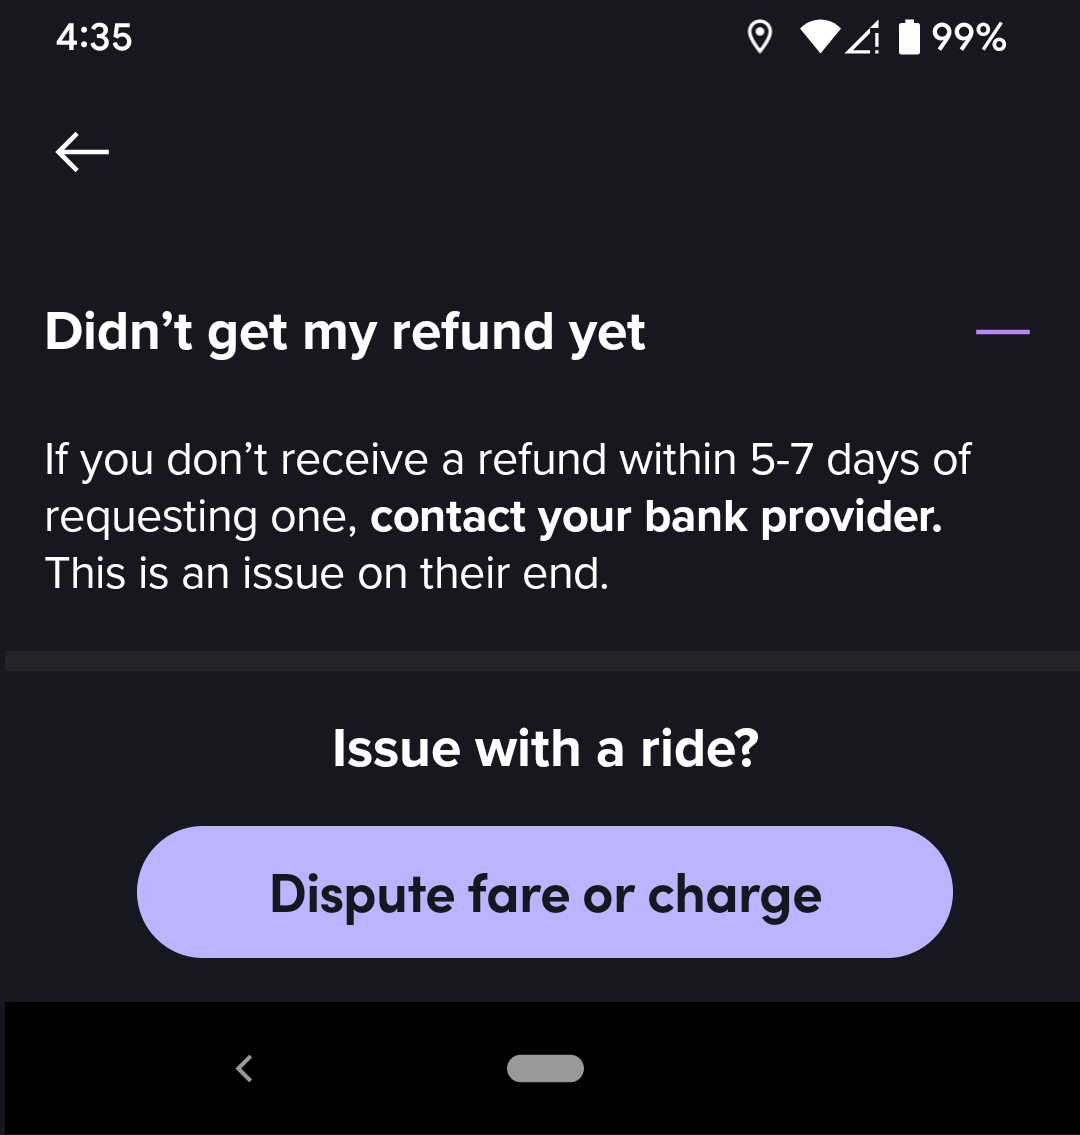 4:35
99%
Didn’t get my refund yet
If you don’t receive a refund within 5-7 days of
requesting one, contact your bank provider.
This is an issue on their end.
Issue with a ride?
Dispute fare or charge